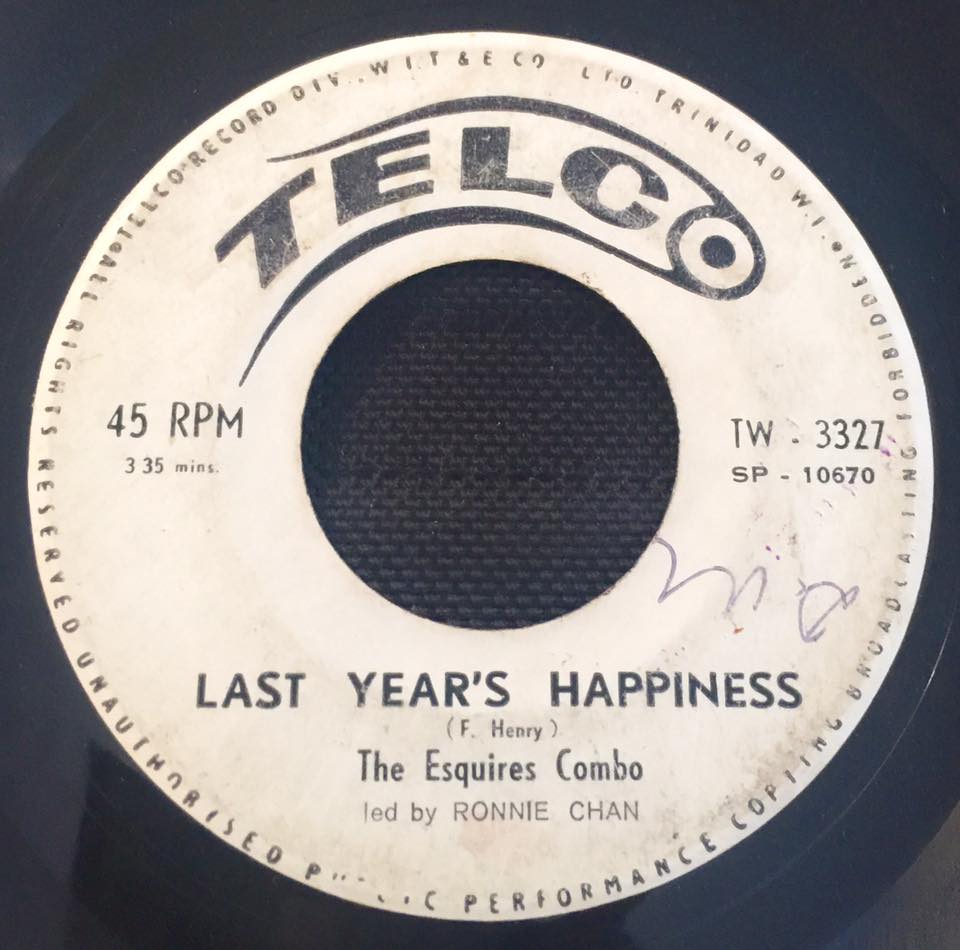 TELCO RECORD DIV., W.I.T & E CO LTD. TRINIDAD W.I.
TELCO
45 RPM
3 35 mins.
TW - 3327
SP - 10670
LAST YEAR'S HAPPINESS
(F. Henry)
The Esquires Combo
led by RONNIE CHAN
ALL RIGHTS RESERVED UNAUTHORISED PERFORMANCE COPYING BROADCASTING FORBIDDEN